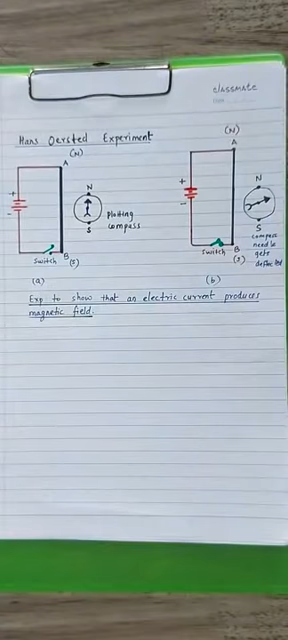 classmate
Hans Oersted Experiment
(N)
A
+
-
N
S
Plotting
compass
Switch
B
(S)
(a)
(N)
A
+
-
N
S
compass
needle
gets
deflected
Switch
B
(S)
(b)
Exp to show that an electric current produces
magnetic field.